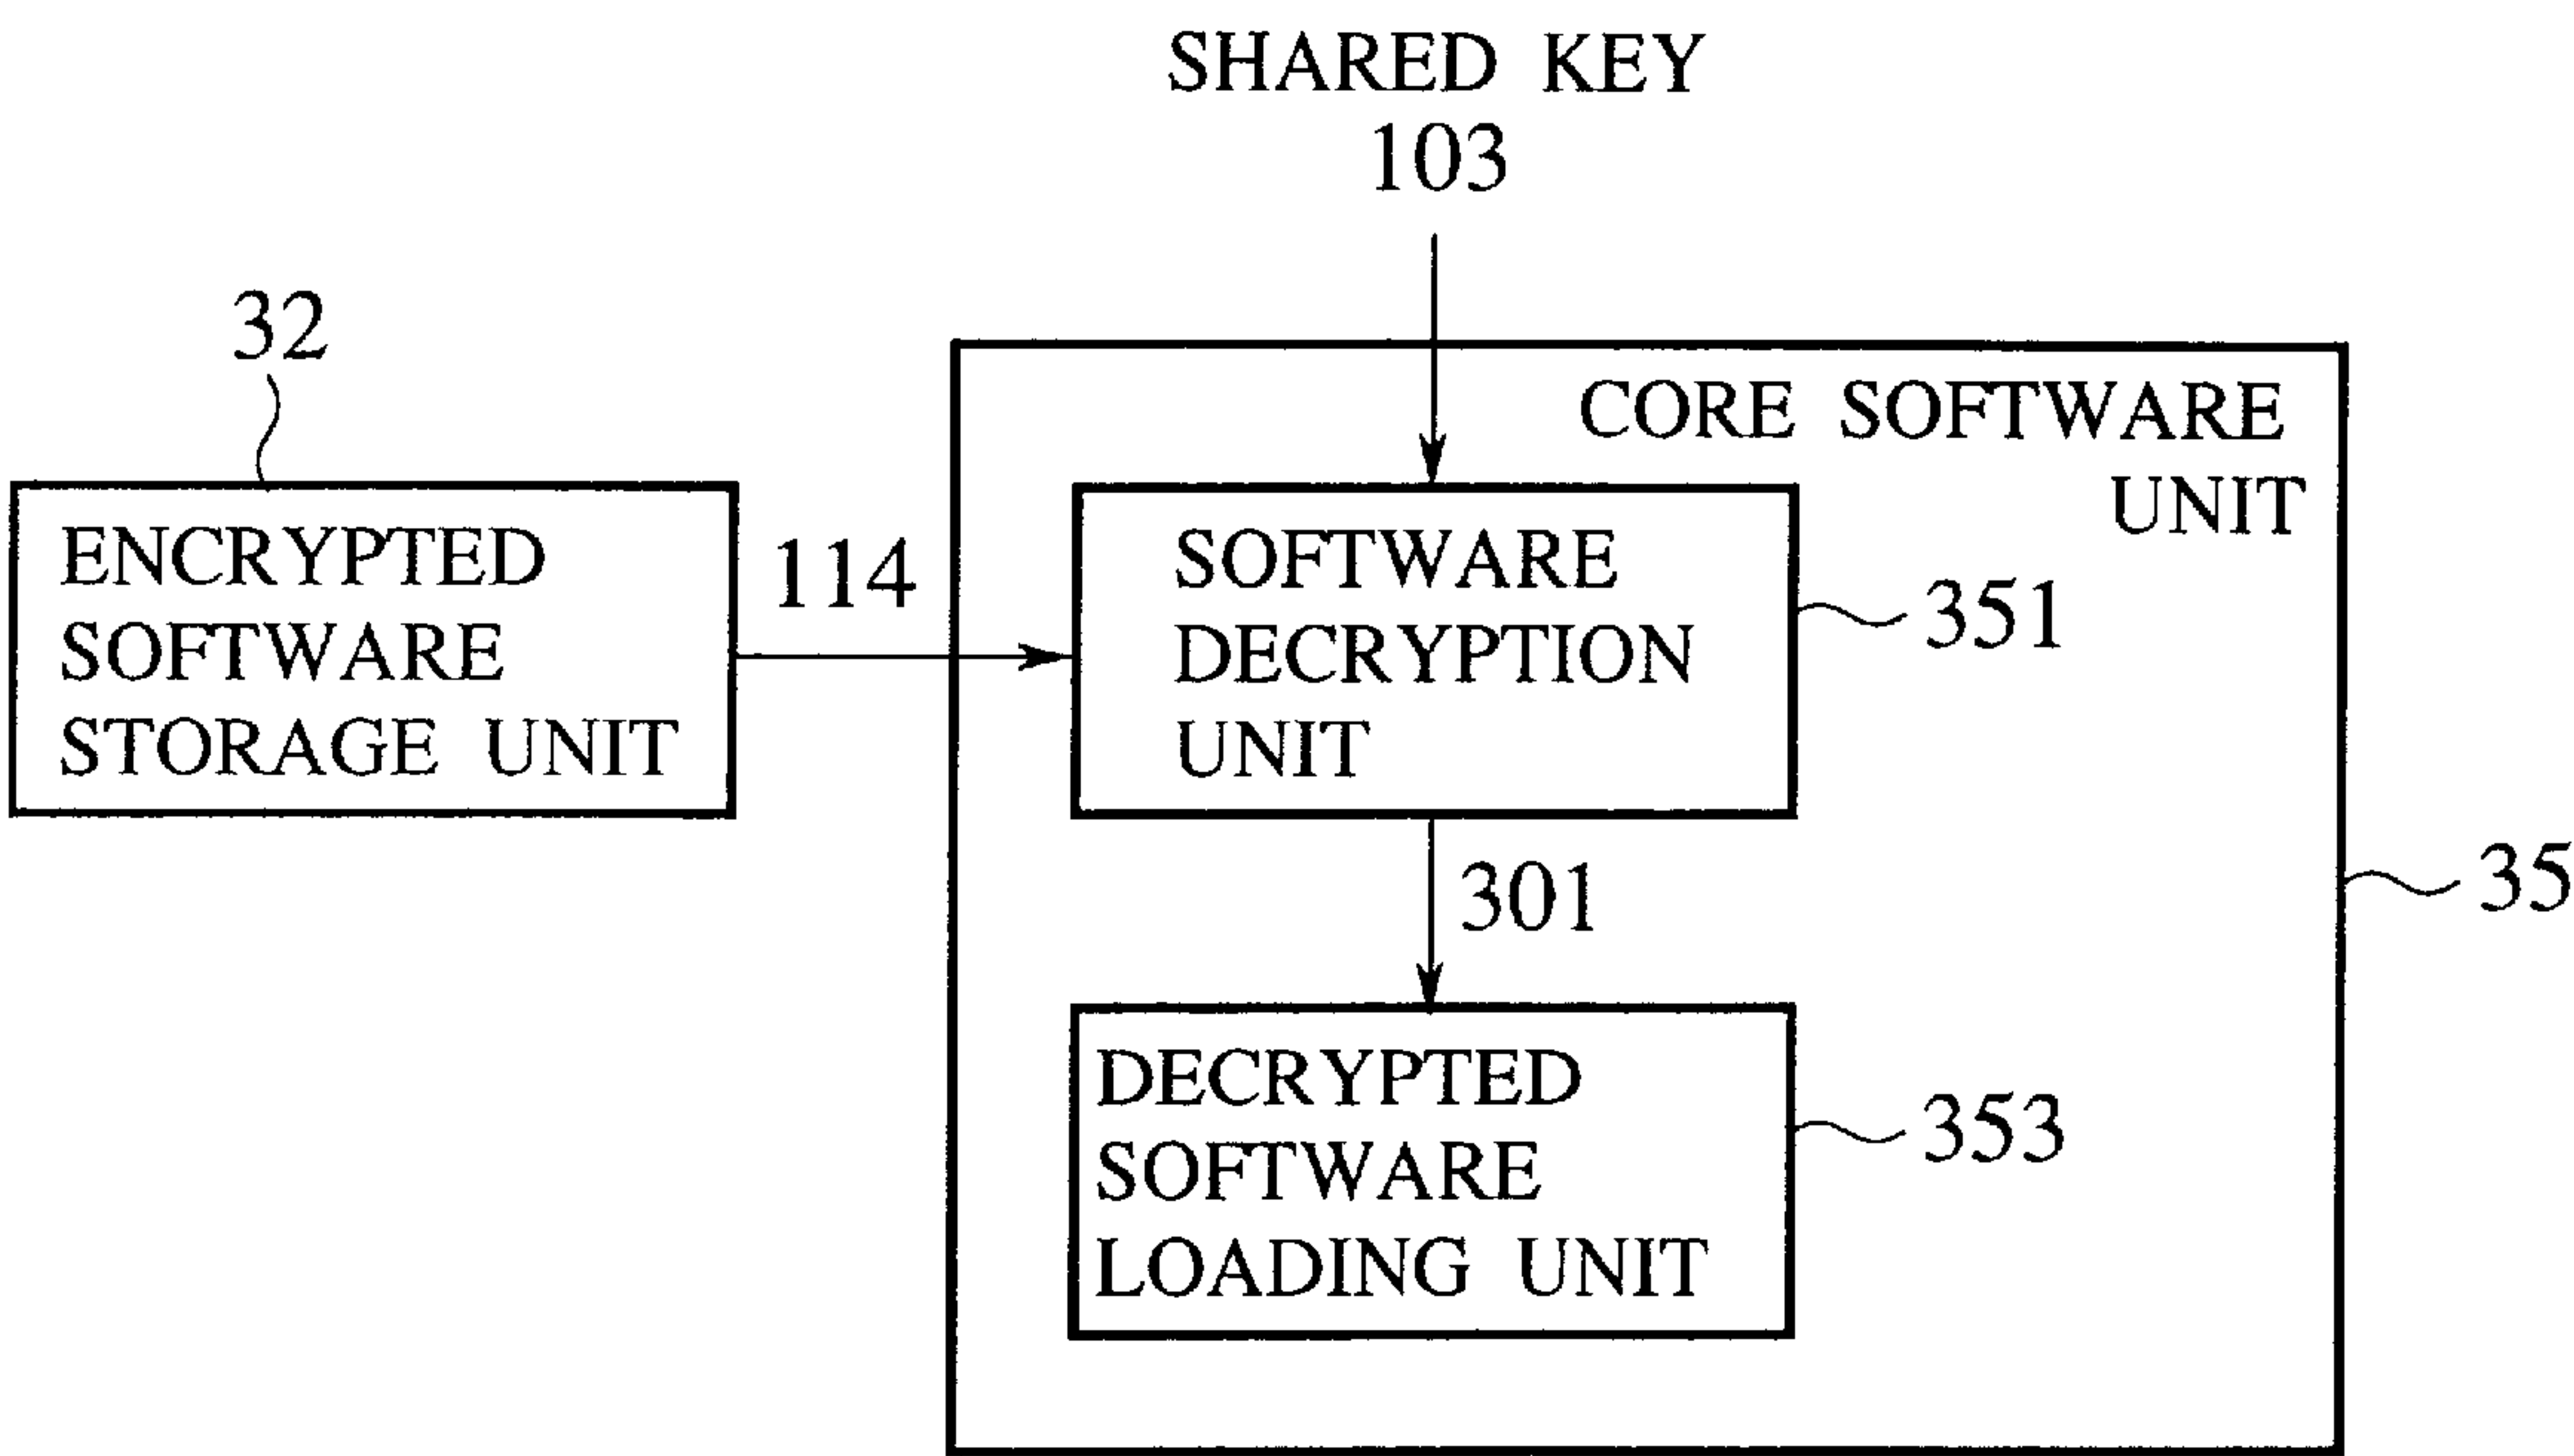 SHARED KEY
103
32
CORE SOFTWARE
UNIT
ENCRYPTED
SOFTWARE
STORAGE UNIT
114
SOFTWARE
DECRYPTION
UNIT
351
301
35
DECRYPTED
SOFTWARE
LOADING UNIT
353